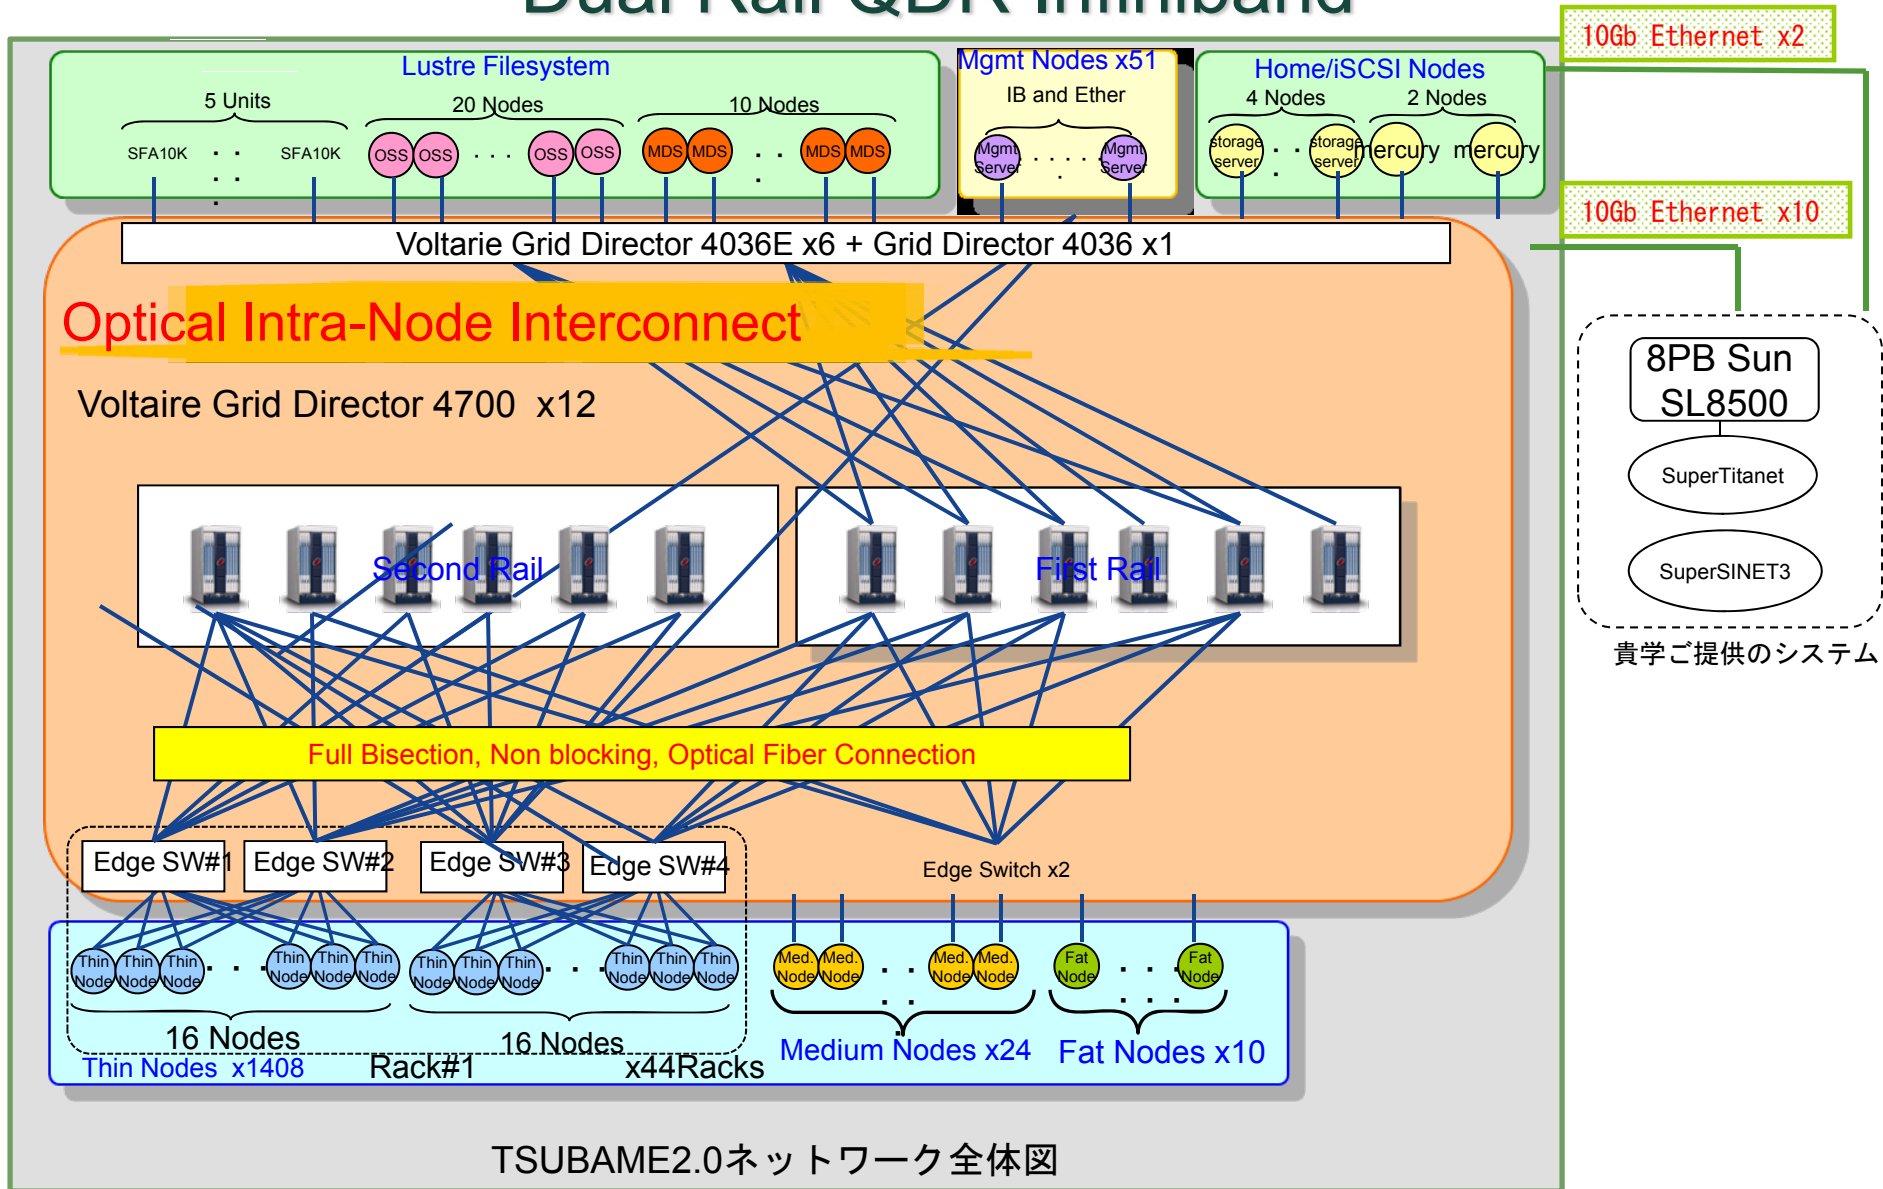 Dual Rail QDR Infiniband
10Gb Ethernet x2
Lustre Filesystem
Mgmt Nodes x51
Home/iSCSI Nodes
5 Units
20 Nodes
10 Nodes
IB and Ether
4 Nodes
2 Nodes
SFA10K . . . . . SFA10K
OSS OSS . . . OSS OSS
MDS MDS . . . MDS MDS
Mgmt Server . . . . . . Mgmt Server
storage server . . . storage server
mercury mercury
10Gb Ethernet x10
Voltarie Grid Director 4036E x6 + Grid Director 4036 x1
Optical Intra-Node Interconnect
Voltaire Grid Director 4700 x12
8PB Sun
SL8500
SuperTitanet
SuperSINET3
貴学ご提供のシステム
Second Rail
First Rail
Full Bisection, Non blocking, Optical Fiber Connection
Edge SW#1
Edge SW#2
Edge SW#3
Edge SW#4
Edge Switch x2
Thin Node Thin Node Thin Node . . . Thin Node Thin Node Thin Node
Thin Node Thin Node Thin Node . . . Thin Node Thin Node Thin Node
Med. Node Med. Node . . . . . Med. Node Med. Node
Fat Node . . . . . . Fat Node
16 Nodes
16 Nodes
Medium Nodes x24
Fat Nodes x10
Thin Nodes x1408
Rack#1
x44Racks
TSUBAME2.0ネットワーク全体図